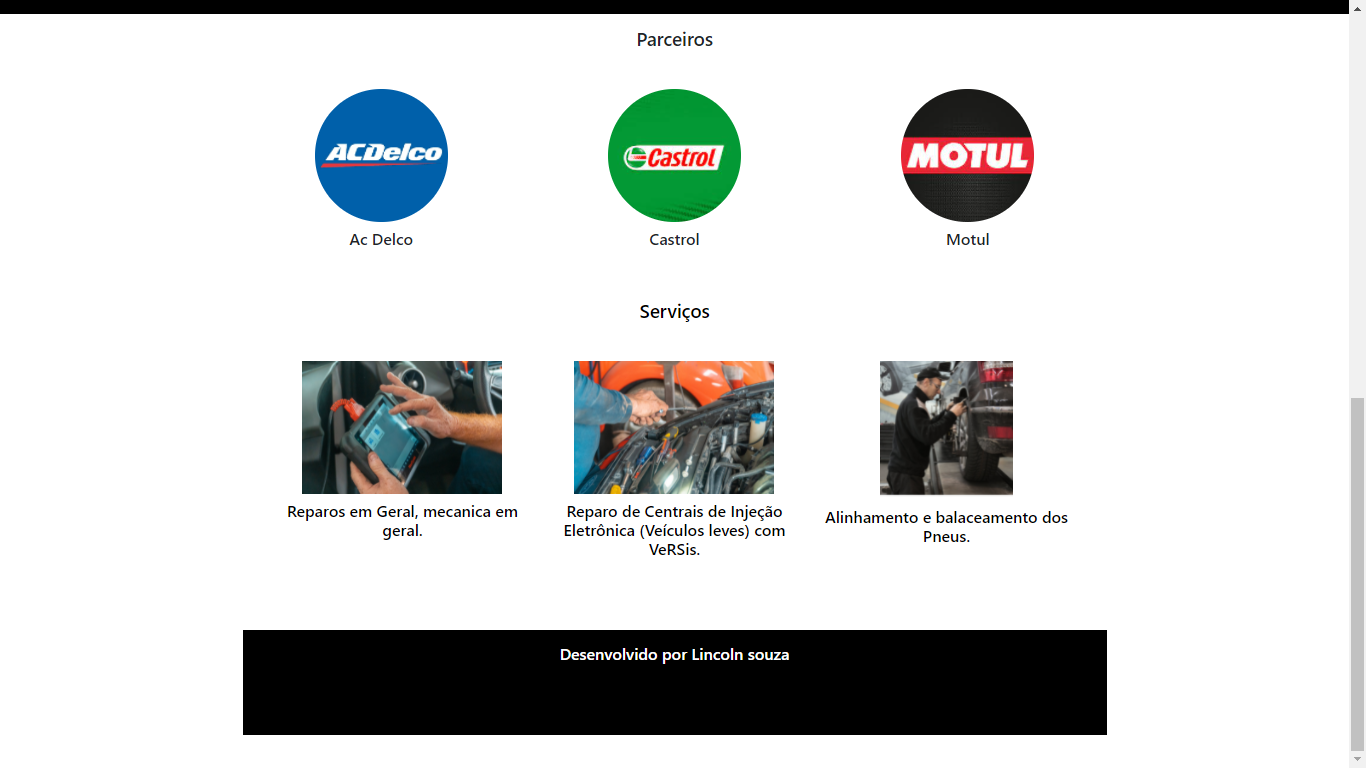 Parceiros
ACDelco
Castrol
MOTUL
Ac Delco
Castrol
Motul
Serviços
Reparos em Geral, mecanica em
geral.
Reparo de Centrais de Injeção
Eletrônica (Veículos leves) com
VeRSis.
Alinhamento e balaceamento dos
Pneus.
Desenvolvido por Lincoln souza